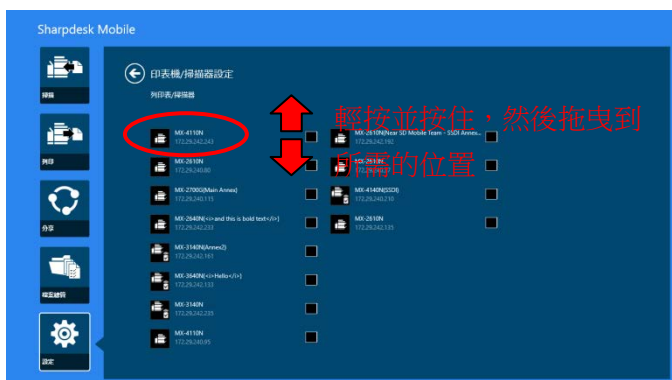 Sharpdesk Mobile
印表機/掃描器設定
列印表/掃描器
掃描
列印
分享
檔案總管
設定
MX-4110N
172.29.242.243
MX-2610N
172.29.240.80
MX-2700G(Main Annex)
172.29.240.115
MX-2640N(<i>and this is bold text</i>)
172.29.242.233
MX-3140N(Annex2)
172.29.242.161
MX-3640N(<i>Hello</i>)
172.29.242.133
MX-3140N
172.29.242.235
MX-4110N
172.29.240.95
MX-2610N(Near SD Mobile Team - SSDI Annex...
172.29.242.192
MX-4140N(SSDI)
172.29.240.210
MX-2610N
172.29.242.135
輕按並按住，然後拖曳到
所需的位置